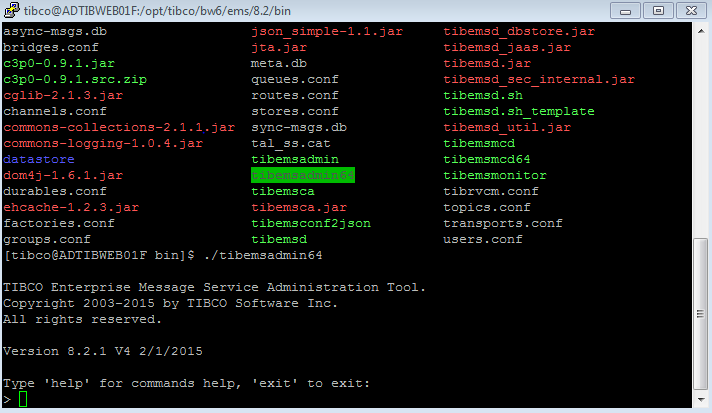 tibco@ADTIBWEB01F:/opt/tibco/bw6/ems/8.2/bin
async-msgs.db json_simple-1.1.jar tibemsd_dbstore.jar
bridges.conf jta.jar tibemsd_jaas.jar
c3p0-0.9.1.jar meta.db tibemsd.jar
c3p0-0.9.1.src.zip queues.conf tibemsd_sec_internal.jar
cglib-2.1.3.jar routes.conf tibemsd.sh
channels.conf stores.conf tibemsd.sh_template
commons-collections-2.1.1.jar sync-msgs.db tibemsd_util.jar
commons-logging-1.0.4.jar tal_ss.cat tibemsmcd
datastore tibemsadmin tibemsmcd64
dom4j-1.6.1.jar tibemsadmin64 tibemsmonitor
durables.conf tibemsca tibrvcm.conf
ehcache-1.2.3.jar tibemsca.jar topics.conf
factories.conf tibemsconf2json transports.conf
groups.conf tibemsd users.conf
[tibco@ADTIBWEB01F bin]$ ./tibemsadmin64
TIBCO Enterprise Message Service Administration Tool.
Copyright 2003-2015 by TIBCO Software Inc.
All rights reserved.
Version 8.2.1 V4 2/1/2015
Type 'help' for commands help, 'exit' to exit:
>